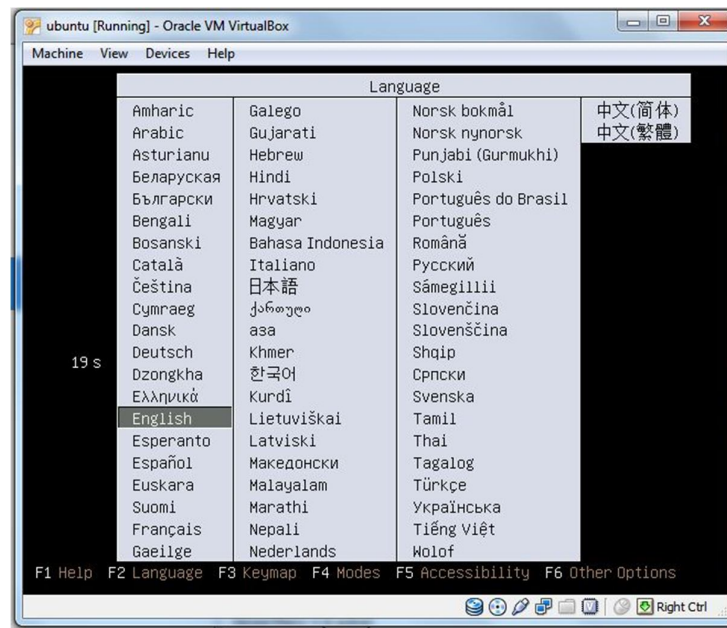 ubuntu [Running] - Oracle VM VirtualBox
Machine View Devices Help
Language
Amharic
Arabic
Asturianu
Беларуская
Български
Bengali
Bosanski
Català
Čeština
Cymraeg
Dansk
Deutsch
Dzongkha
Ελληνικά
English
Esperanto
Español
Euskara
Suomi
Français
Gaeilge
Galego
Gujarati
Hebrew
Hindi
Hrvatski
Magyar
Bahasa Indonesia
Italiano
日本語
ქართული
Қазақ
Khmer
한국어
Kurdî
Lietuviškai
Latviski
Македонски
Malayalam
Marathi
Nepali
Nederlands
Norsk bokmål
Norsk nynorsk
Punjabi (Gurmukhi)
Polski
Português do Brasil
Português
Română
Русский
Sámegillii
Slovenčina
Slovenščina
Shqip
Српски
Svenska
Tamil
Thai
Tagalog
Türkçe
Українська
Tiếng Việt
Wolof
中文(简体)
中文(繁體)
19 s
F1 Help F2 Language F3 Keymap F4 Modes F5 Accessibility F6 Other Options
Right Ctrl